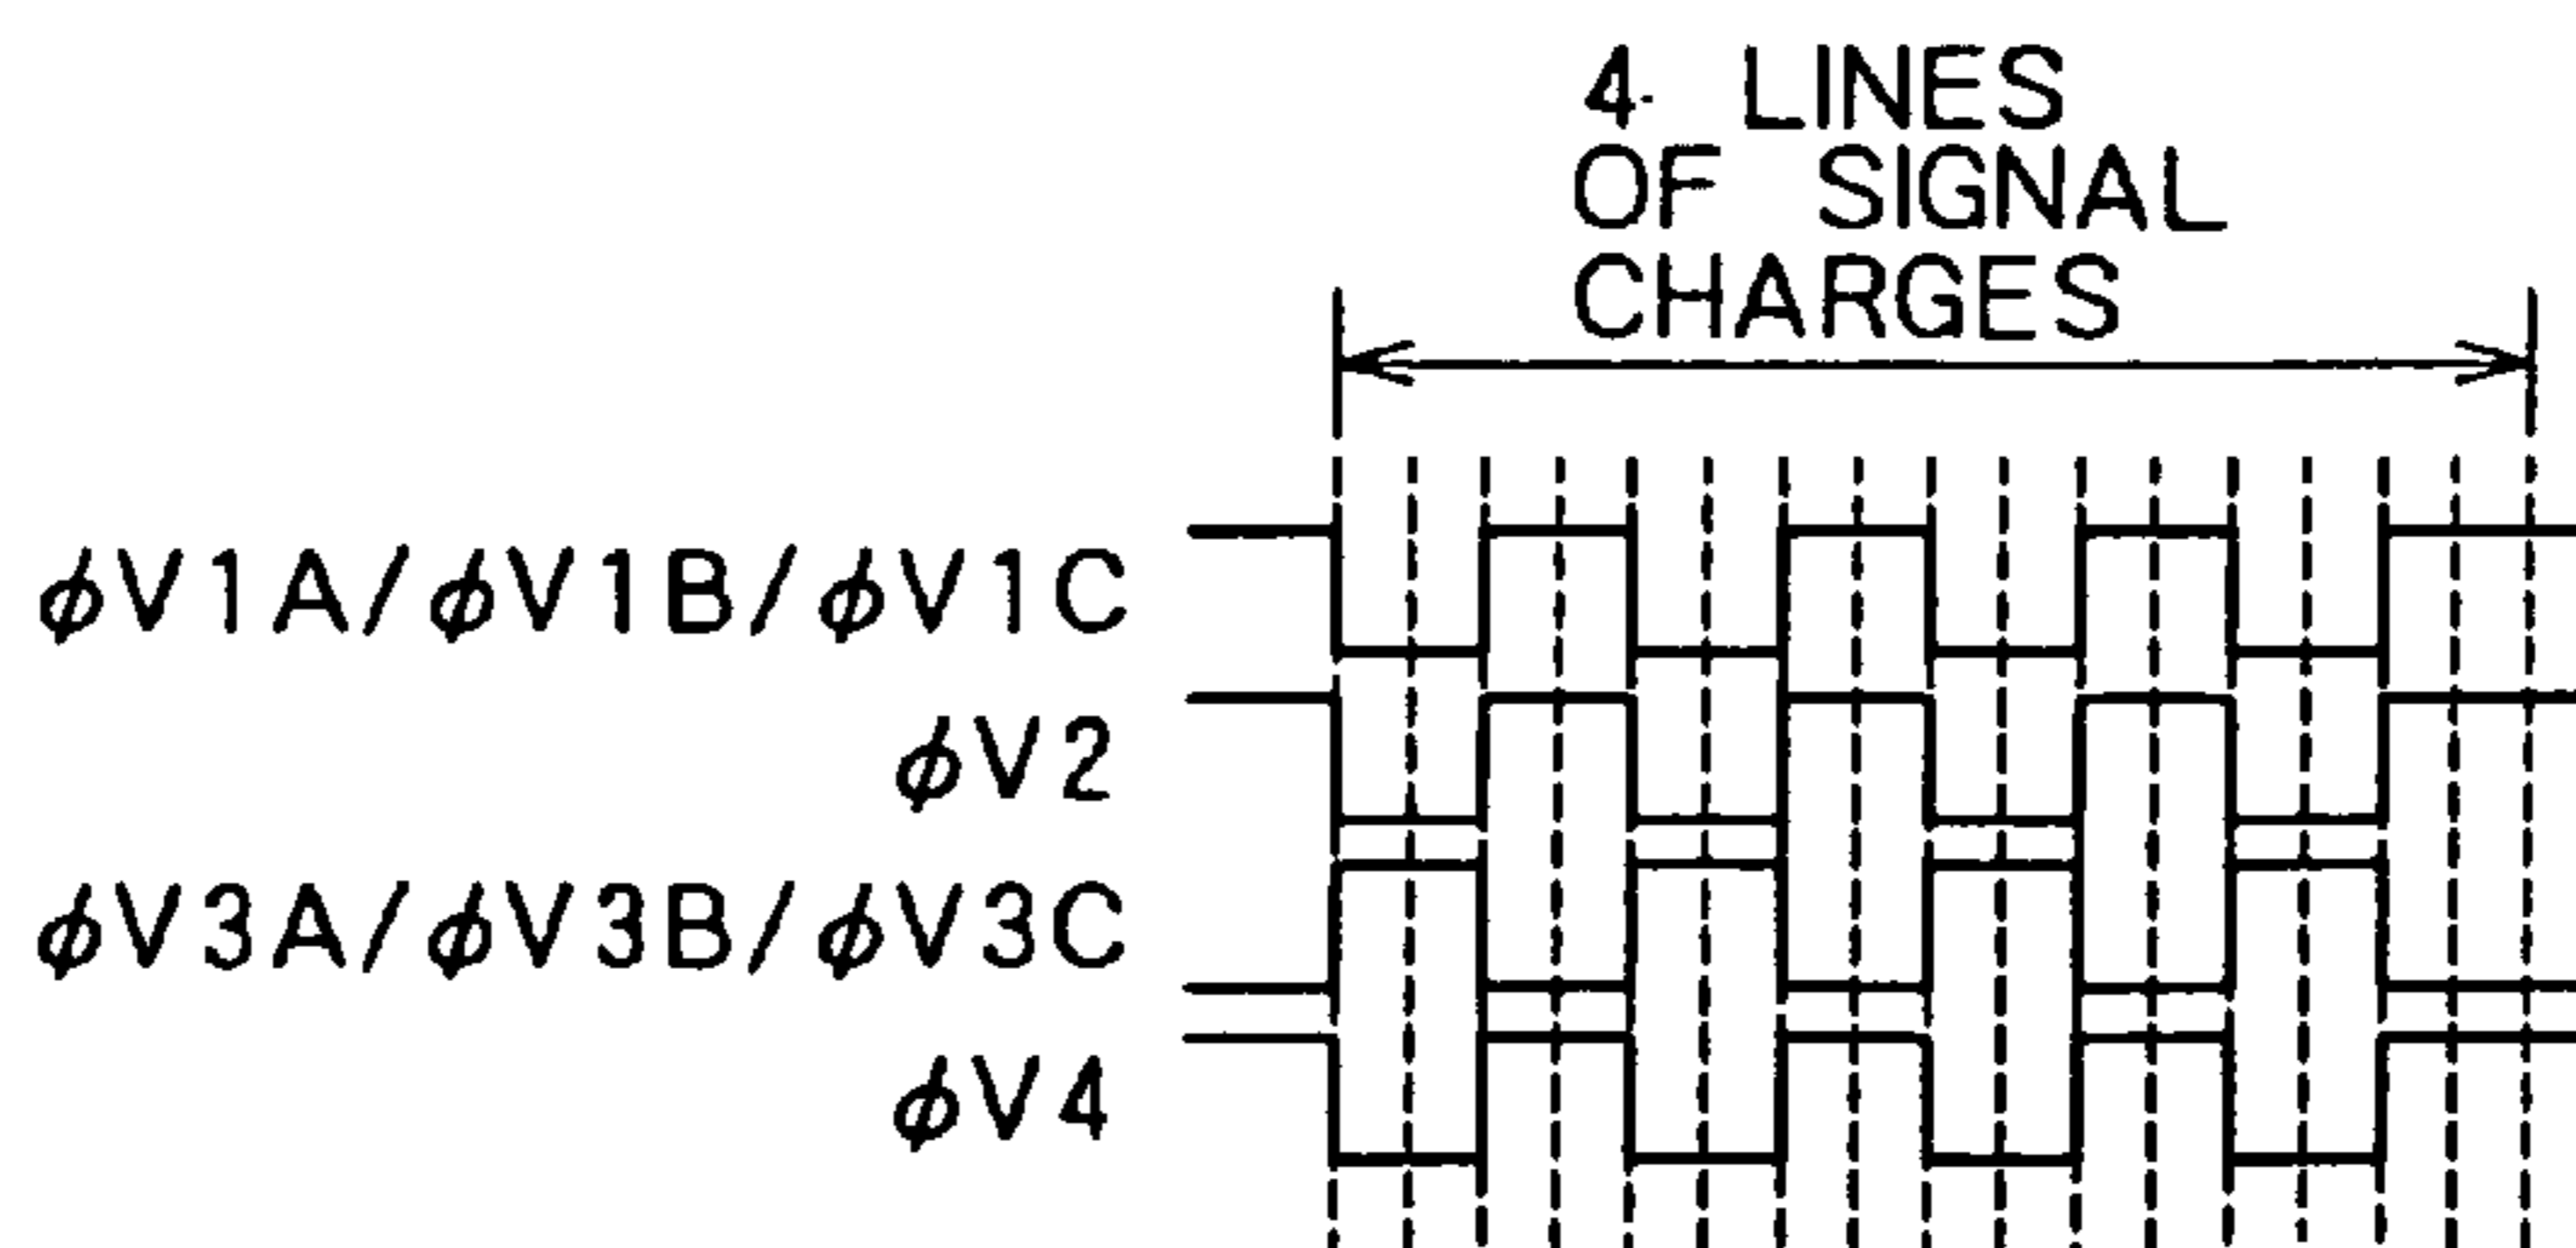 4 LINES
OF SIGNAL
CHARGES
ϕV1A/ϕV1B/ϕV1C
ϕV2
ϕV3A/ϕV3B/ϕV3C
ϕV4